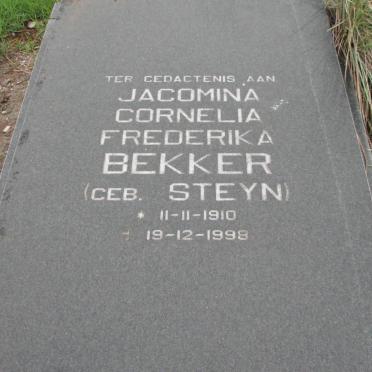 TER GEDAGTENIS AAN
JACOMINA
CORNELIA
FREDERIKA
BEKKER
(GEB. STEYN)
* 11-11-1910
† 19-12-1998